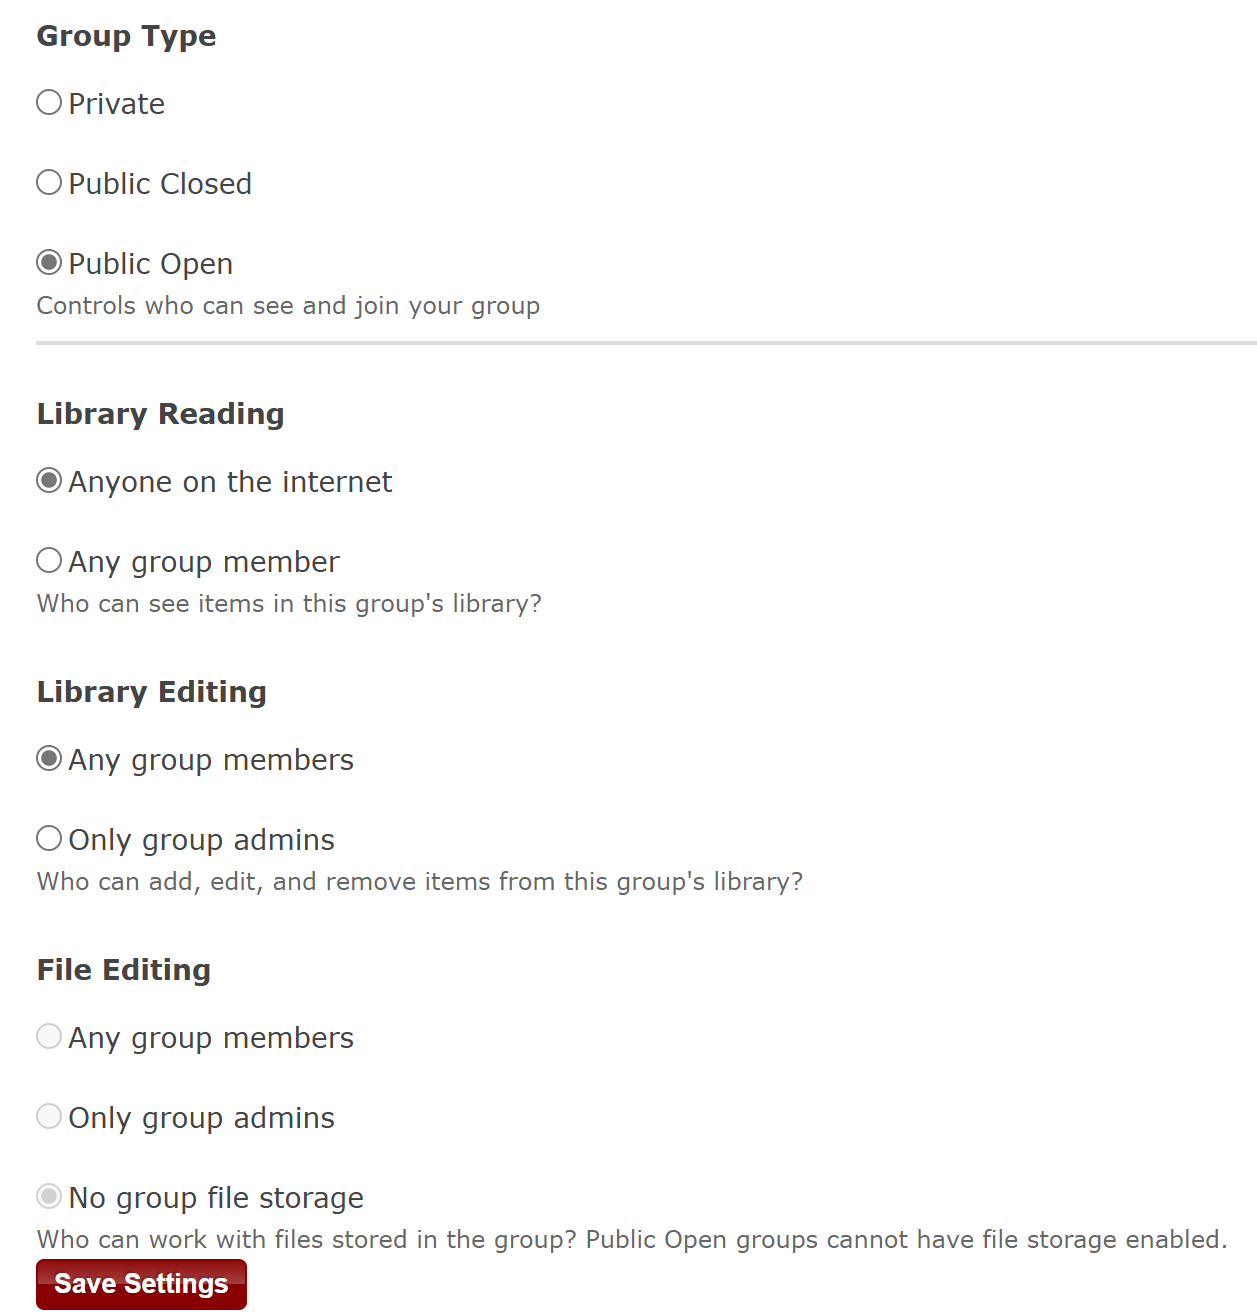 Group Type
Private
Public Closed
Public Open
Controls who can see and join your group
Library Reading
Anyone on the internet
Any group member
Who can see items in this group's library?
Library Editing
Any group members
Only group admins
Who can add, edit, and remove items from this group's library?
File Editing
Any group members
Only group admins
No group file storage
Who can work with files stored in the group? Public Open groups cannot have file storage enabled.
Save Settings